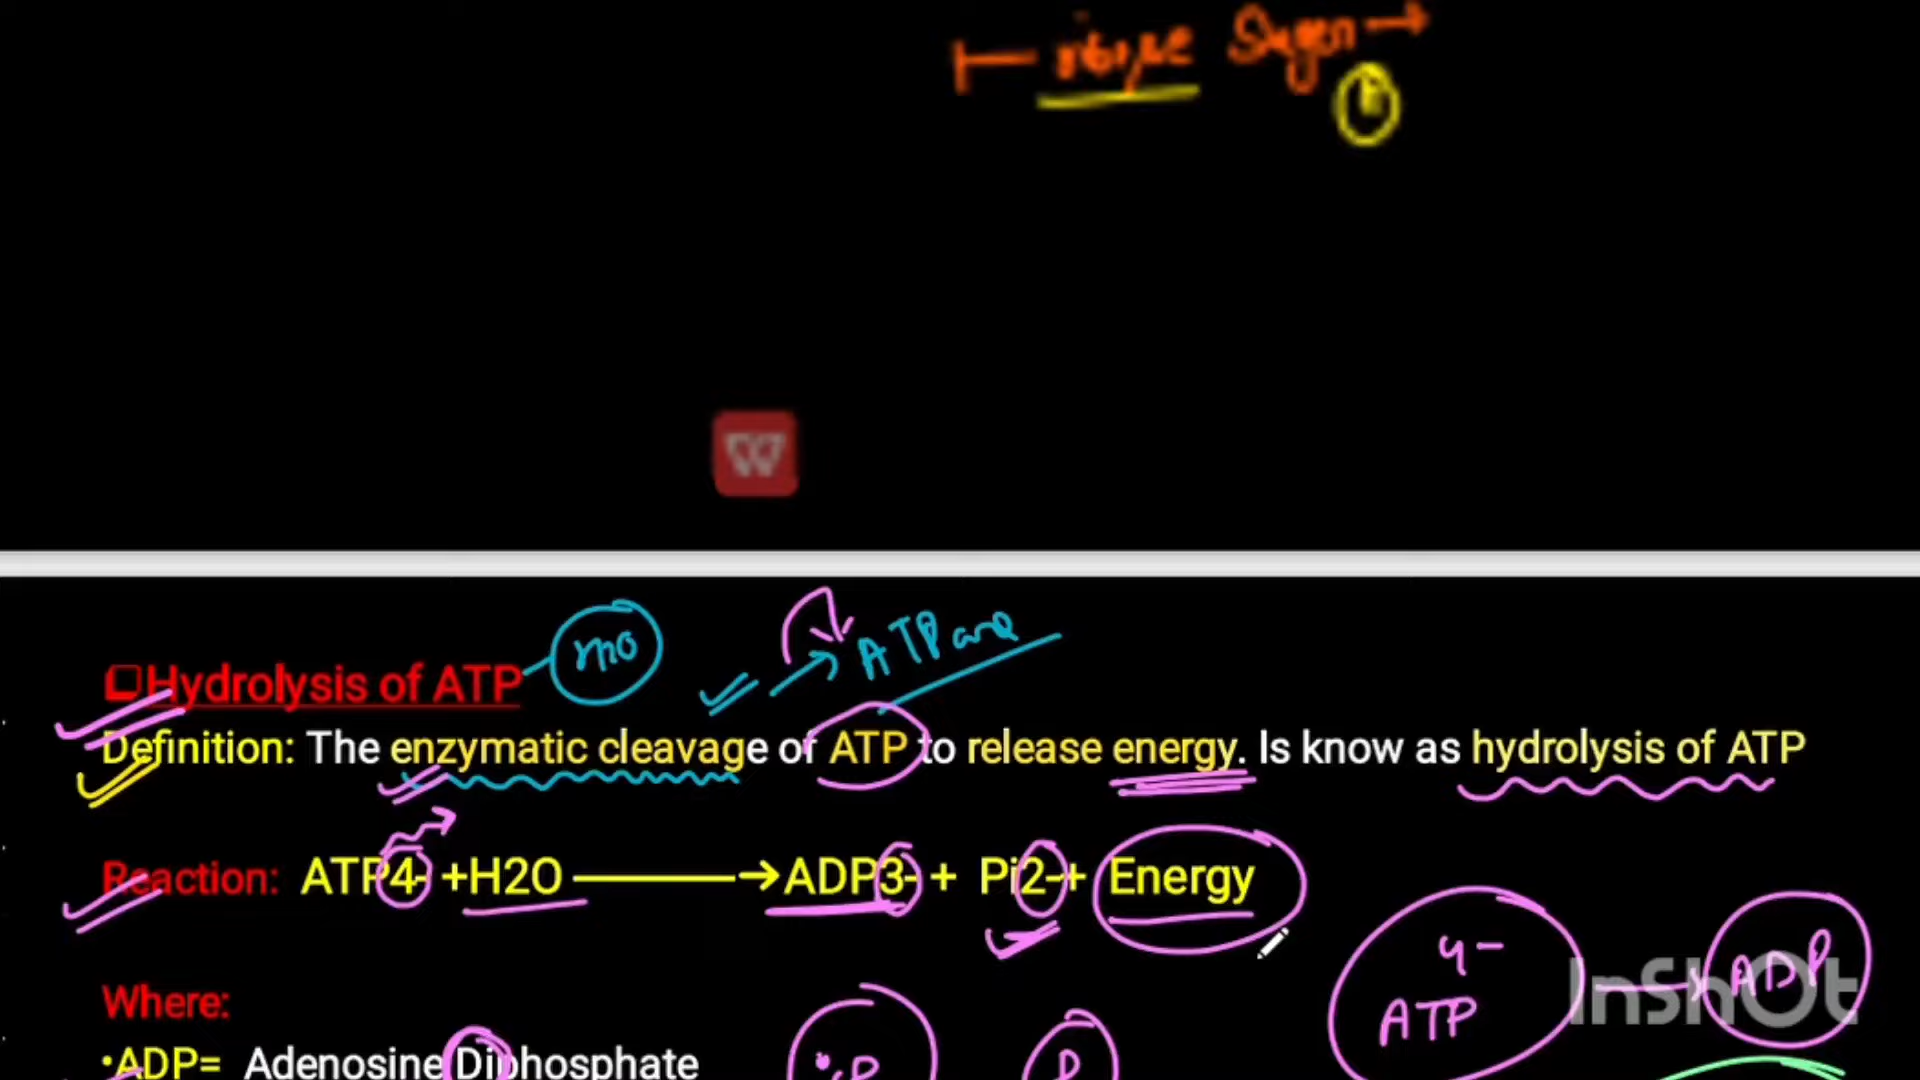 H2O
ATPase
❑Hydrolysis of ATP
Definition: The enzymatic cleavage of ATP to release energy. Is know as hydrolysis of ATP
Reaction: ATP4- +H2O ⟶ ADP3- + Pi2-+ Energy
4-
ATP
ADP
InShOt
Where:
•ADP= Adenosine Diphosphate
P
P